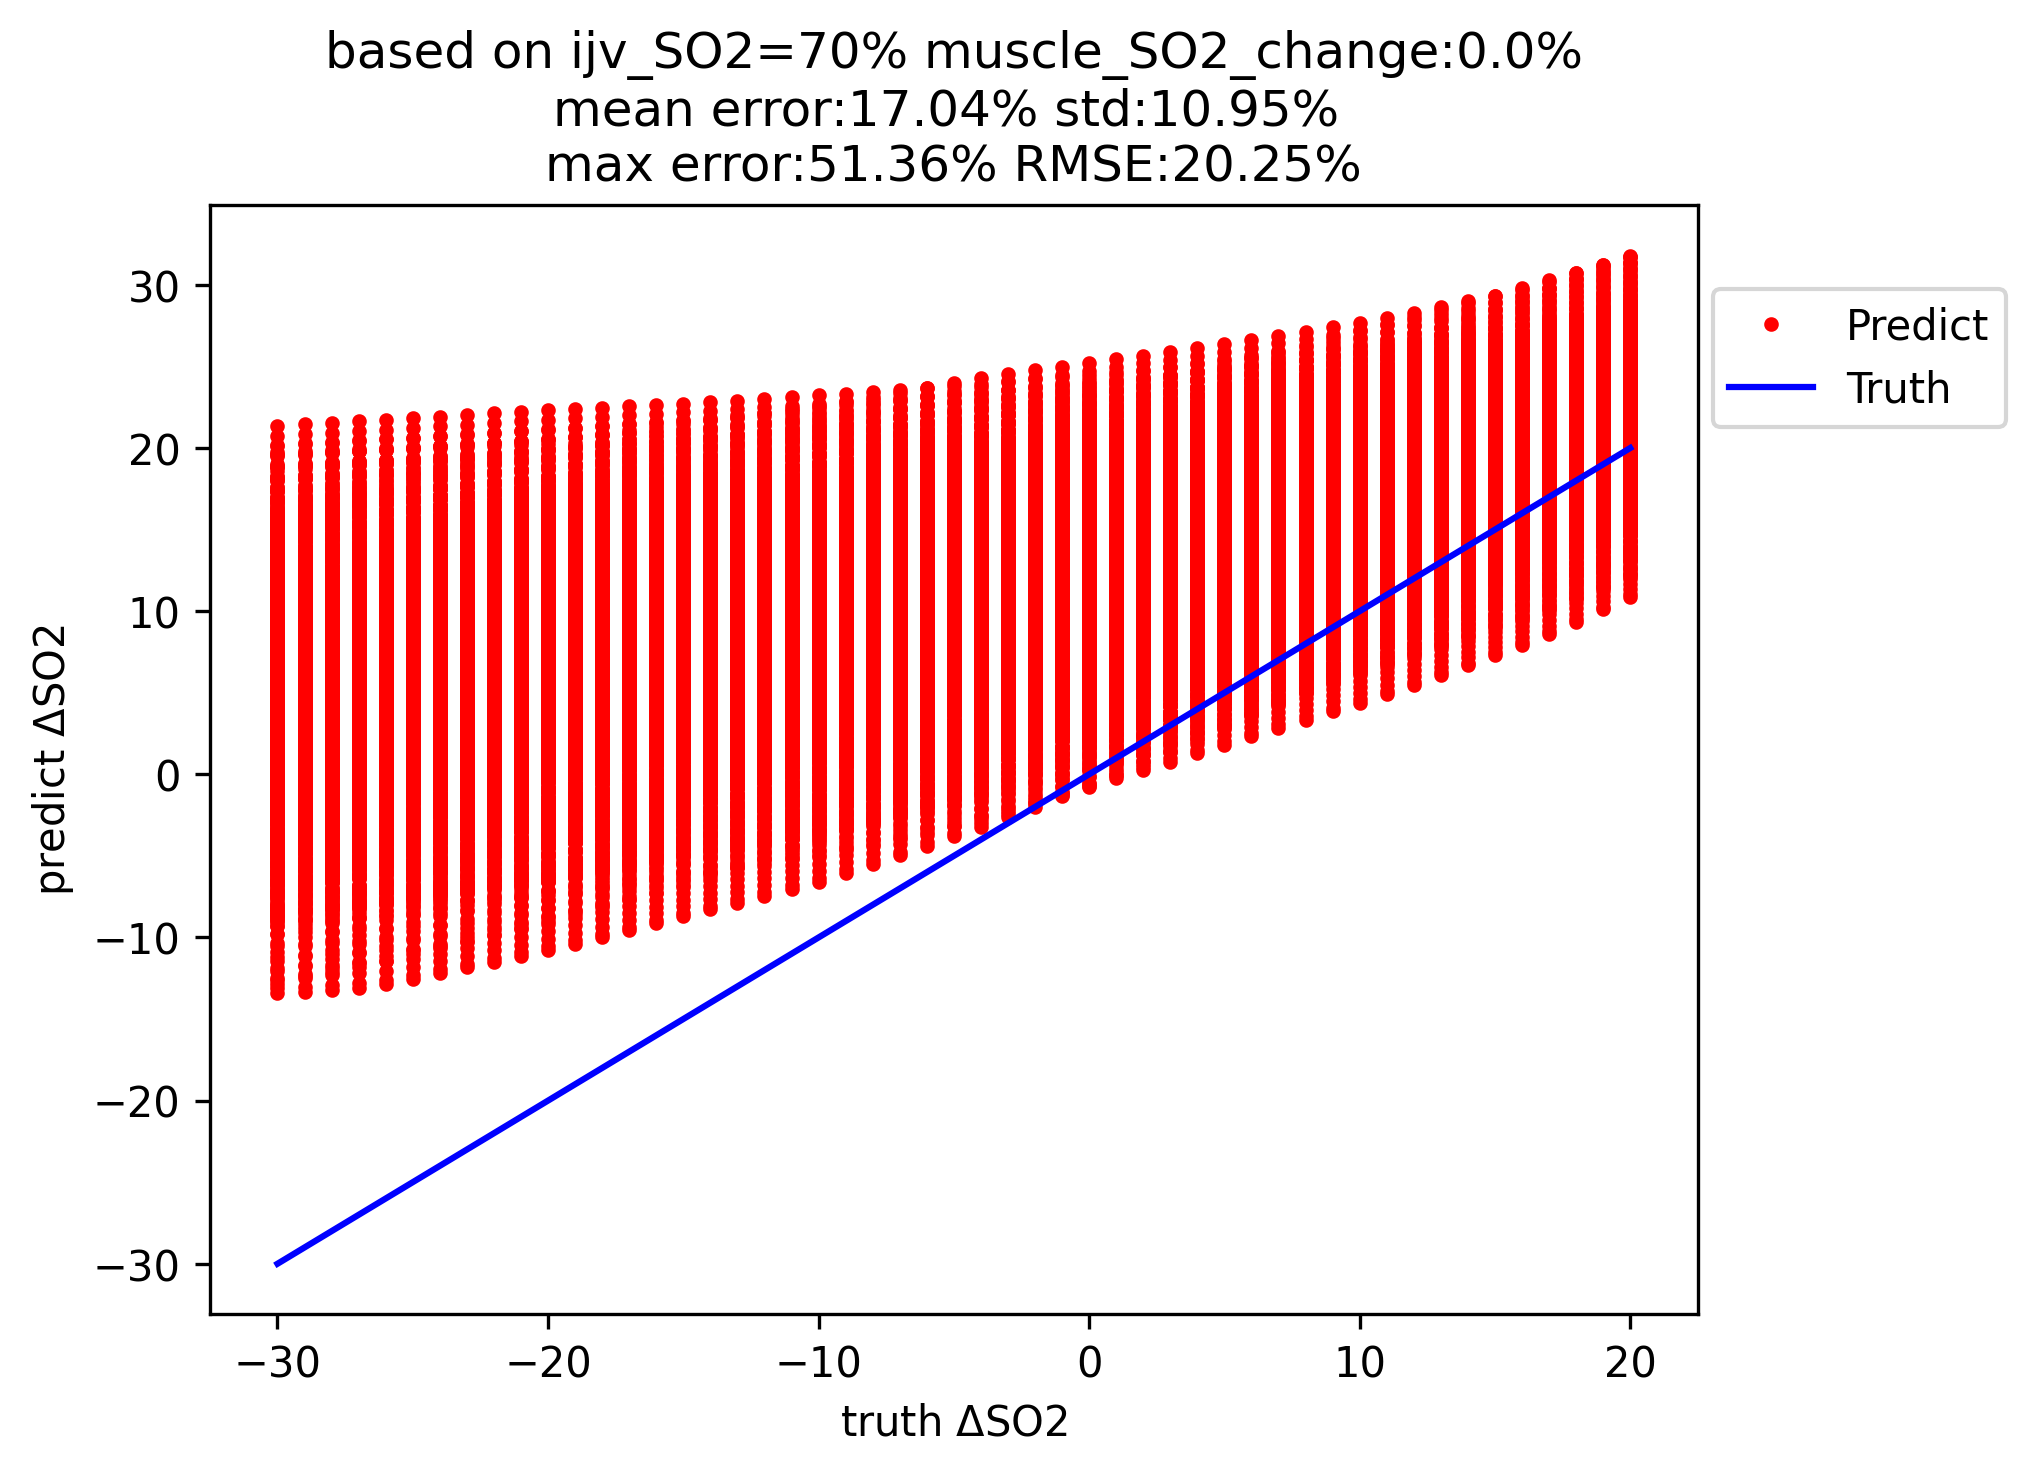 based on ijv_SO2=70% muscle_SO2_change:0.0%
mean error:17.04% std:10.95%
max error:51.36% RMSE:20.25%
30
20
10
0
−10
−20
−30
predict ΔSO2
−30 −20 −10 0 10 20
truth ΔSO2
Predict
Truth